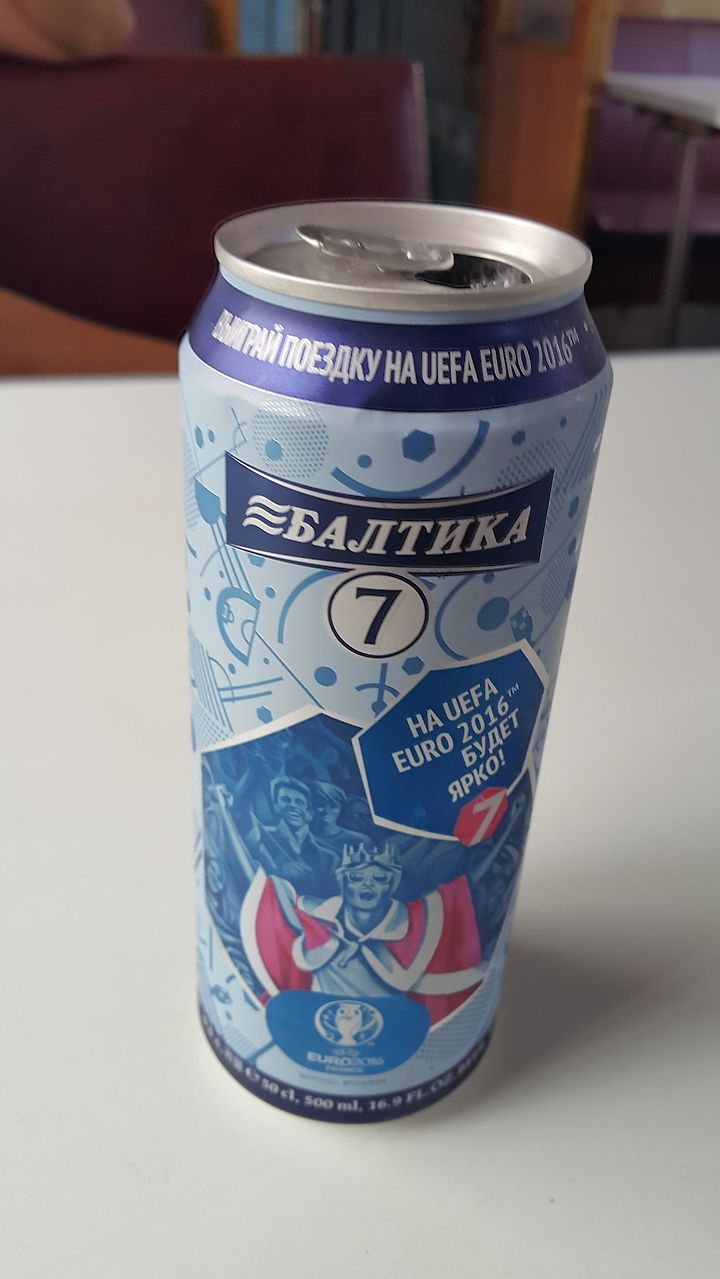 ВЫИГРАЙ ПОЕЗДКУ НА UEFA EURO 2016™
БАЛТИКА
7
НА UEFA
EURO 2016™
БУДЕТ
ЯРКО!
7
EURO2016
FRANCE
50 cl, 500 ml, 16.9 FL. OZ.